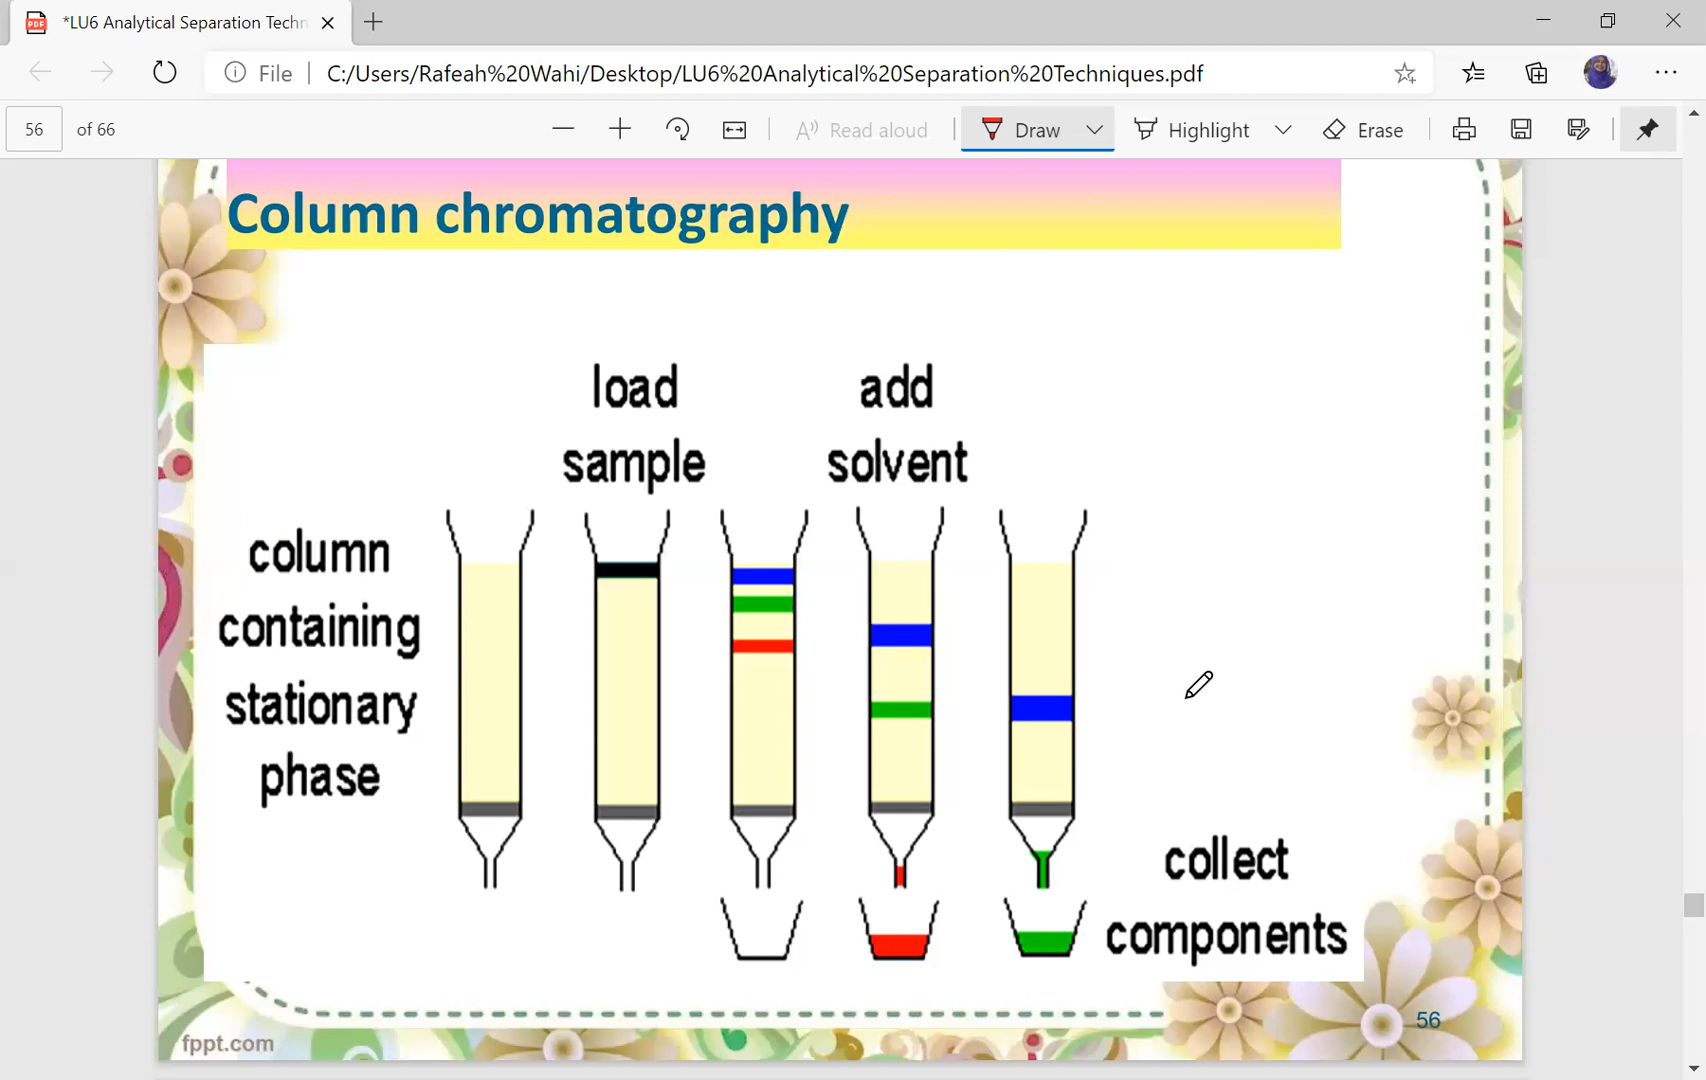 *LU6 Analytical Separation Techn
File
C:/Users/Rafeah%20Wahi/Desktop/LU6%20Analytical%20Separation%20Techniques.pdf
56 of 66
Read aloud
Draw
Highlight
Erase
Column chromatography
load
sample
add
solvent
column
containing
stationary
phase
collect
components
56
fppt.com